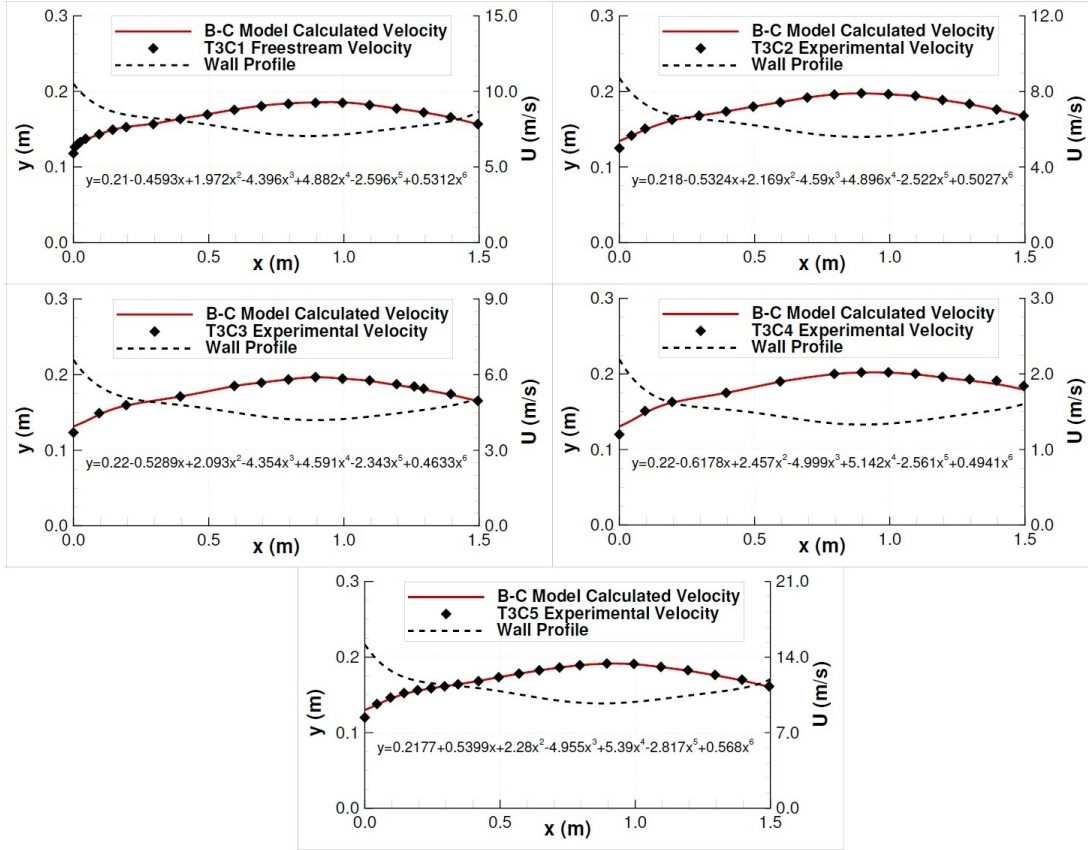 0.3
0.2
0.1
0.0
y (m)
B-C Model Calculated Velocity
T3C1 Freestream Velocity
Wall Profile
y=0.21-0.4593x+1.972x²-4.396x³+4.882x⁴-2.596x⁵+0.5312x⁶
15.0
10.0
5.0
0.0
U (m/s)
0.0 0.5 1.0 1.5
x (m)
0.3
0.2
0.1
0.0
y (m)
B-C Model Calculated Velocity
T3C2 Experimental Velocity
Wall Profile
y=0.218-0.5324x+2.169x²-4.59x³+4.896x⁴-2.522x⁵+0.5027x⁶
12.0
8.0
4.0
0.0
U (m/s)
0.0 0.5 1.0 1.5
x (m)
0.3
0.2
0.1
0.0
y (m)
B-C Model Calculated Velocity
T3C3 Experimental Velocity
Wall Profile
y=0.22-0.5289x+2.093x²-4.354x³+4.591x⁴-2.343x⁵+0.4633x⁶
9.0
6.0
3.0
0.0
U (m/s)
0.0 0.5 1.0 1.5
x (m)
0.3
0.2
0.1
0.0
y (m)
B-C Model Calculated Velocity
T3C4 Experimental Velocity
Wall Profile
y=0.22-0.6178x+2.457x²-4.999x³+5.142x⁴-2.561x⁵+0.4941x⁶
3.0
2.0
1.0
0.0
U (m/s)
0.0 0.5 1.0 1.5
x (m)
0.3
0.2
0.1
0.0
y (m)
B-C Model Calculated Velocity
T3C5 Experimental Velocity
Wall Profile
y=0.2177+0.5399x+2.28x²-4.955x³+5.39x⁴-2.817x⁵+0.568x⁶
21.0
14.0
7.0
0.0
U (m/s)
0.0 0.5 1.0 1.5
x (m)